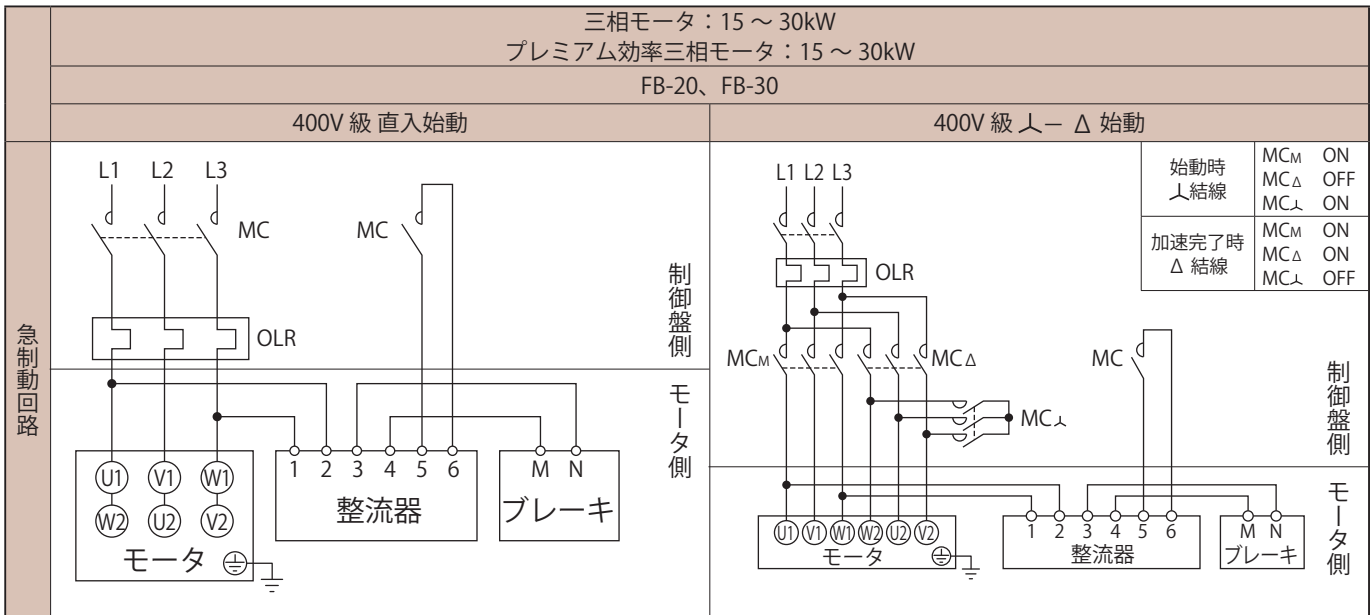 三相モータ：15 ～ 30kW
プレミアム効率三相モータ：15 ～ 30kW
FB-20、FB-30
400V 級 直入始動
400V 級 人－ Δ 始動
急制動回路
L1 L2 L3
MC
MC
OLR
制御盤側
モータ側
U1 V1 W1
W2 U2 V2
モータ
1 2 3 4 5 6
整流器
M N
ブレーキ
始動時
人結線
MCM ON
MCΔ OFF
MC人 ON
加速完了時
Δ 結線
MCM ON
MCΔ ON
MC人 OFF
L1 L2 L3
OLR
MCM
MCΔ
MC
MC人
制御盤側
モータ側
U1 V1 W1 W2 U2 V2
モータ
1 2 3 4 5 6
整流器
M N
ブレーキ